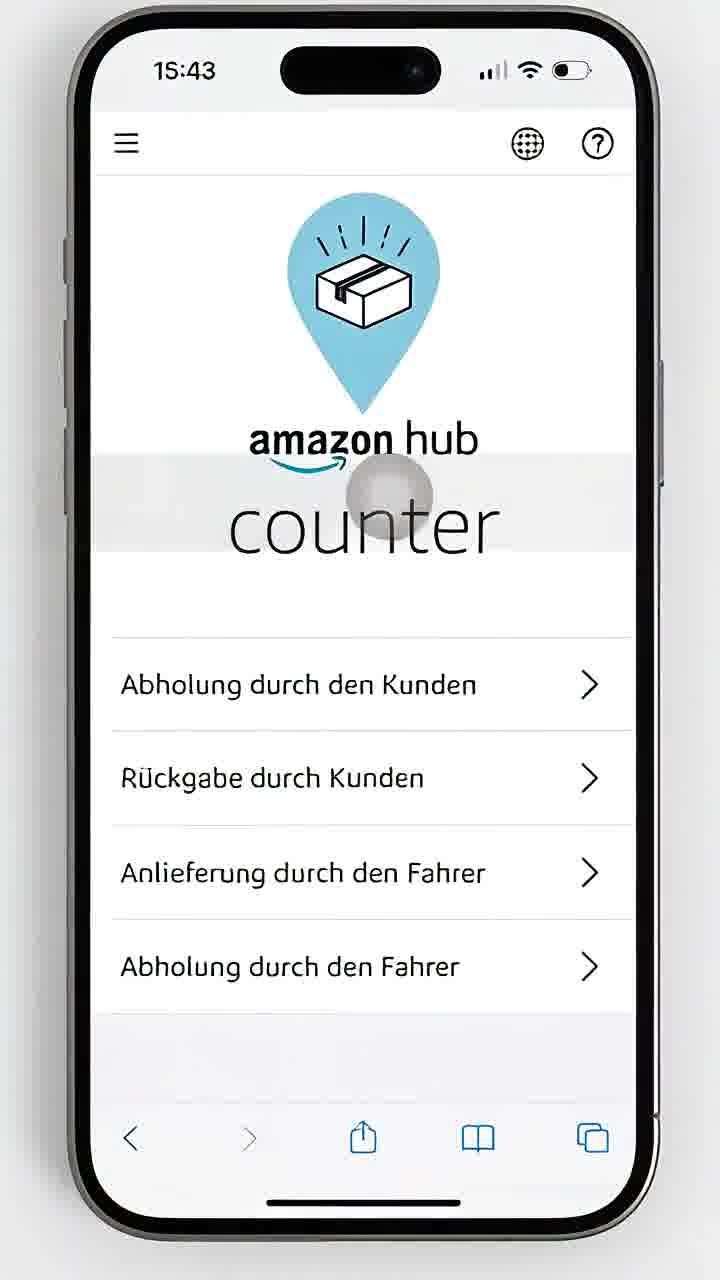 15:43
amazon hub
counter
Abholung durch den Kunden
Rückgabe durch Kunden
Anlieferung durch den Fahrer
Abholung durch den Fahrer